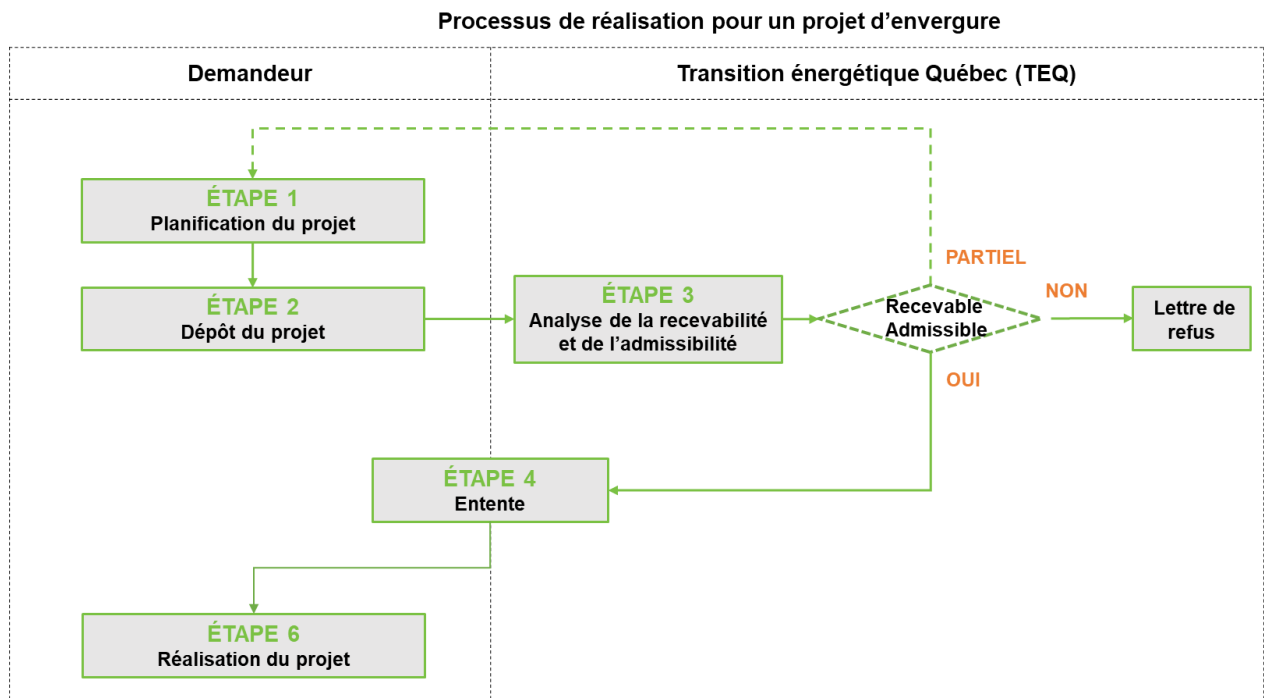 Processus de réalisation pour un projet d’envergure
Demandeur
Transition énergétique Québec (TEQ)
ÉTAPE 1
Planification du projet
PARTIEL
ÉTAPE 2
Dépôt du projet
ÉTAPE 3
Analyse de la recevabilité
et de l’admissibilité
Recevable
Admissible
NON
Lettre de
refus
OUI
ÉTAPE 4
Entente
ÉTAPE 6
Réalisation du projet